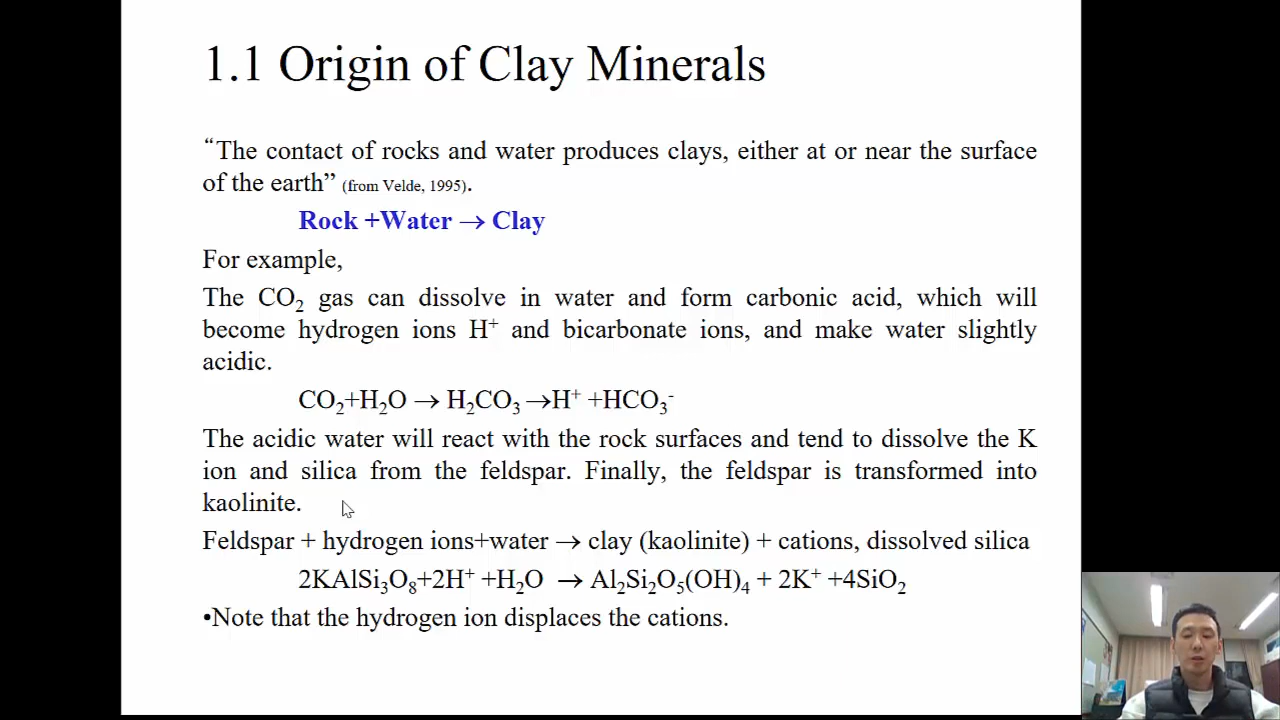 1.1 Origin of Clay Minerals
“The contact of rocks and water produces clays, either at or near the surface
of the earth” (from Velde, 1995).
Rock +Water → Clay
For example,
The CO₂ gas can dissolve in water and form carbonic acid, which will
become hydrogen ions H⁺ and bicarbonate ions, and make water slightly
acidic.
CO₂+H₂O → H₂CO₃ →H⁺ +HCO₃⁻
The acidic water will react with the rock surfaces and tend to dissolve the K
ion and silica from the feldspar. Finally, the feldspar is transformed into
kaolinite.
Feldspar + hydrogen ions+water → clay (kaolinite) + cations, dissolved silica
2KAlSi₃O₈+2H⁺ +H₂O → Al₂Si₂O₅(OH)₄ + 2K⁺ +4SiO₂
•Note that the hydrogen ion displaces the cations.